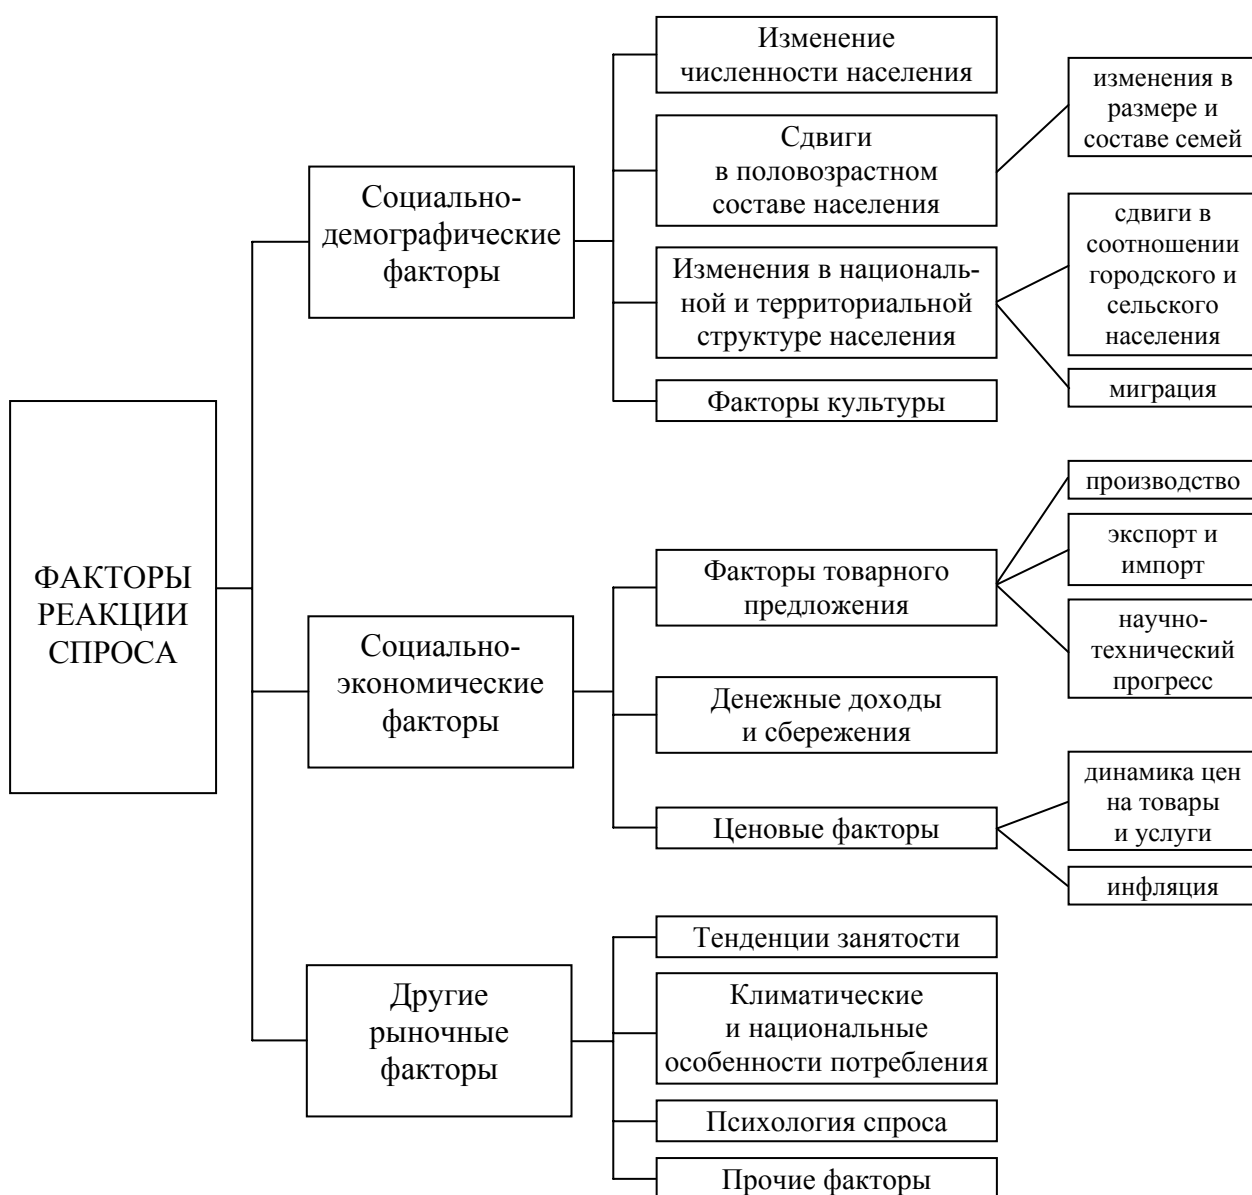 ФАКТОРЫ
РЕАКЦИИ
СПРОСА
Социально-
демографические
факторы
Изменение
численности населения
Сдвиги
в половозрастном
составе населения
изменения в
размере и
составе семей
Изменения в националь-
ной и территориальной
структуре населения
сдвиги в
соотношении
городского и
сельского
населения
миграция
Факторы культуры
Социально-
экономические
факторы
Факторы товарного
предложения
производство
экспорт и
импорт
научно-
технический
прогресс
Денежные доходы
и сбережения
Ценовые факторы
динамика цен
на товары
и услуги
инфляция
Другие
рыночные
факторы
Тенденции занятости
Климатические
и национальные
особенности потребления
Психология спроса
Прочие факторы